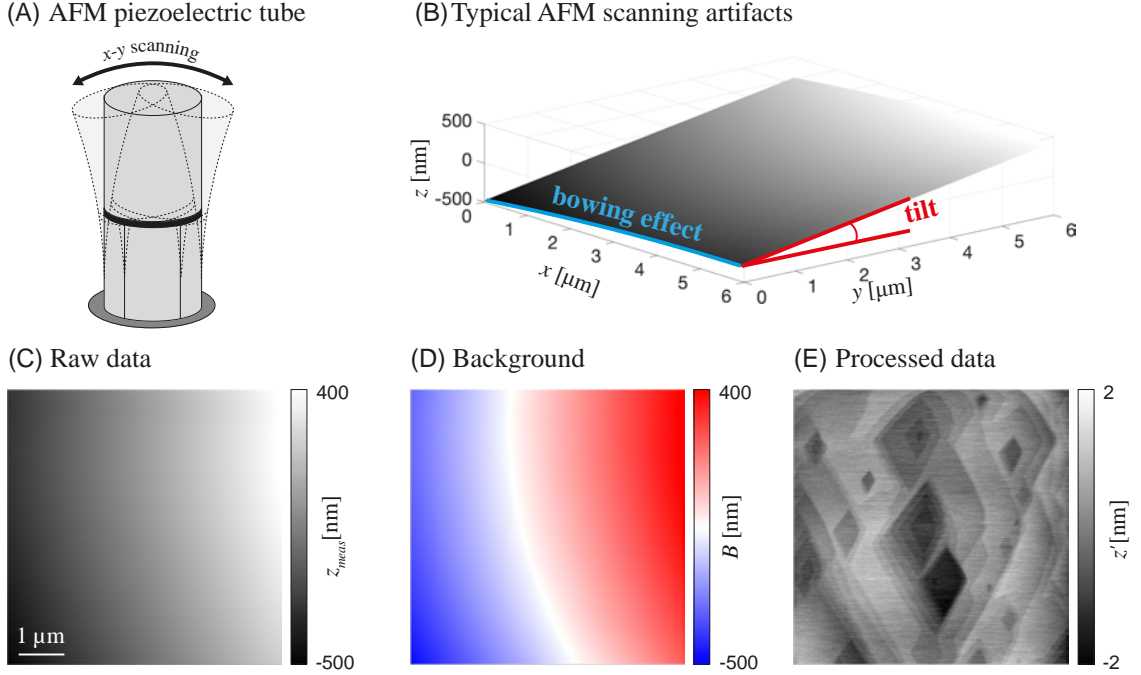 (A) AFM piezoelectric tube
x-y scanning
(B) Typical AFM scanning artifacts
500
0
-500
z [nm]
bowing effect
tilt
0
1
2
3
4
5
6
x [μm]
0
1
2
3
4
5
6
y [μm]
(C) Raw data
400
z_meas [nm]
-500
1 μm
(D) Background
400
B [nm]
-500
(E) Processed data
2
z' [nm]
-2